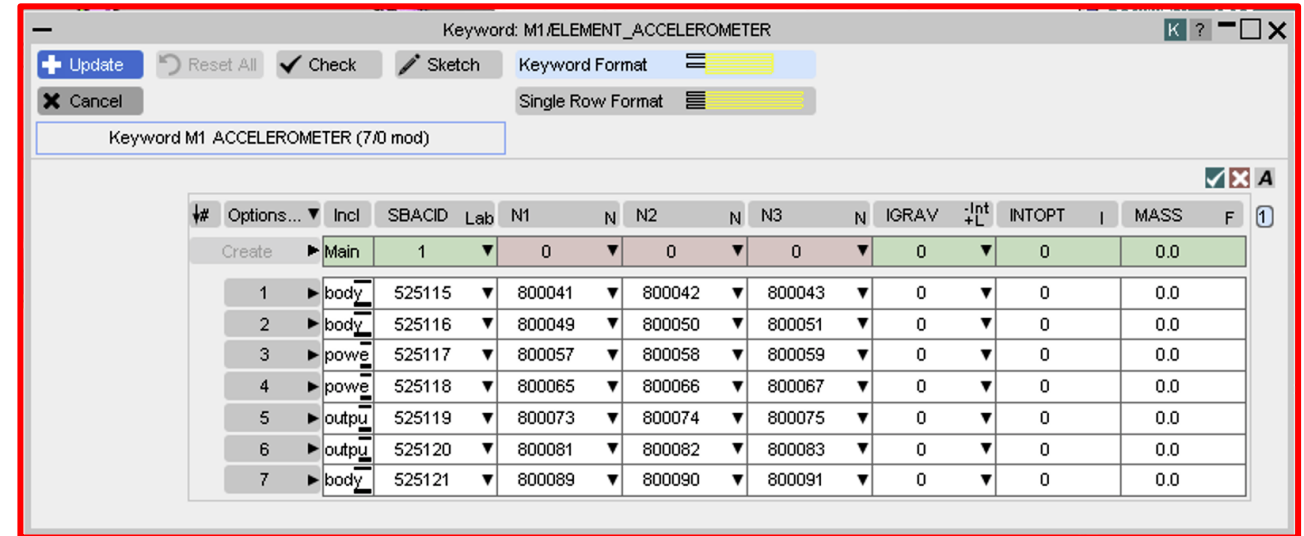 Keyword: M1/ELEMENT_ACCELEROMETER K ?
Update Reset All Check Sketch Keyword Format
Cancel Single Row Format
Keyword M1 ACCELEROMETER (7/0 mod)
A
# Options... Incl SBACID Lab N1 N N2 N N3 N IGRAV -Int +L INTOPT I MASS F 1
Create Main 1 0 0 0 0 0 0.0
1 body_ 525115 800041 800042 800043 0 0 0.0
2 body_ 525116 800049 800050 800051 0 0 0.0
3 powe 525117 800057 800058 800059 0 0 0.0
4 powe 525118 800065 800066 800067 0 0 0.0
5 outpu 525119 800073 800074 800075 0 0 0.0
6 outpu 525120 800081 800082 800083 0 0 0.0
7 body_ 525121 800089 800090 800091 0 0 0.0